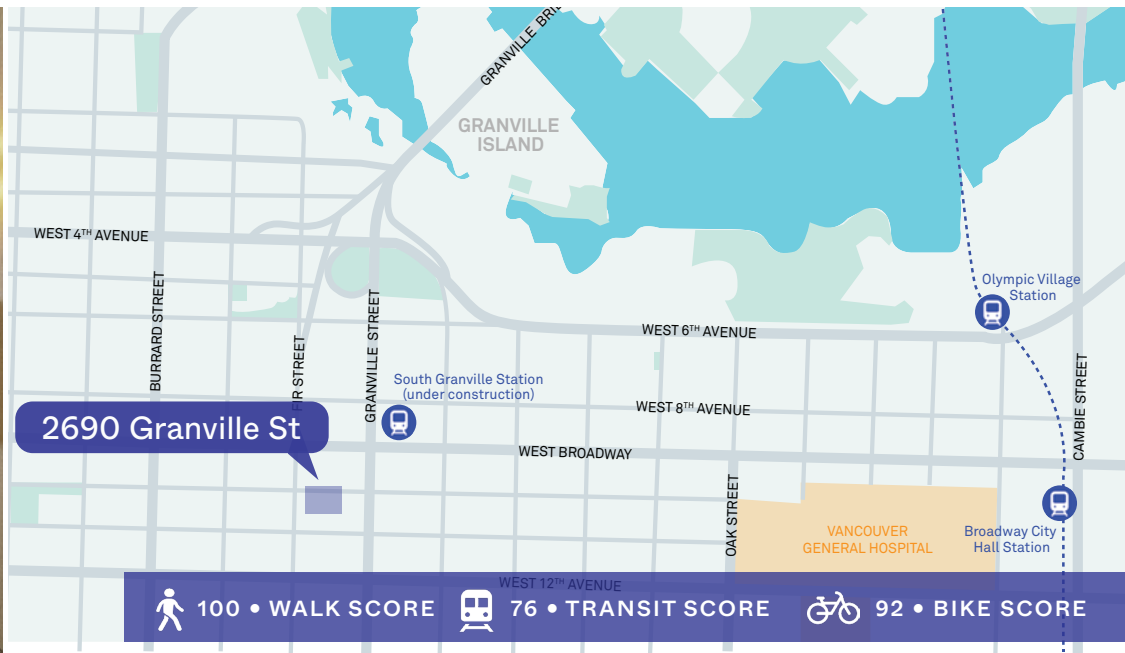 GRANVILLE BRI
GRANVILLE
ISLAND
WEST 4TH AVENUE
Olympic Village
Station
BURRARD STREET
GRANVILLE STREET
WEST 6TH AVENUE
FIR STREET
CAMBIE STREET
South Granville Station
(under construction)
WEST 8TH AVENUE
2690 Granville St
WEST BROADWAY
OAK STREET
VANCOUVER
GENERAL HOSPITAL
Broadway City
Hall Station
WEST 12TH AVENUE
100 • WALK SCORE
76 • TRANSIT SCORE
92 • BIKE SCORE